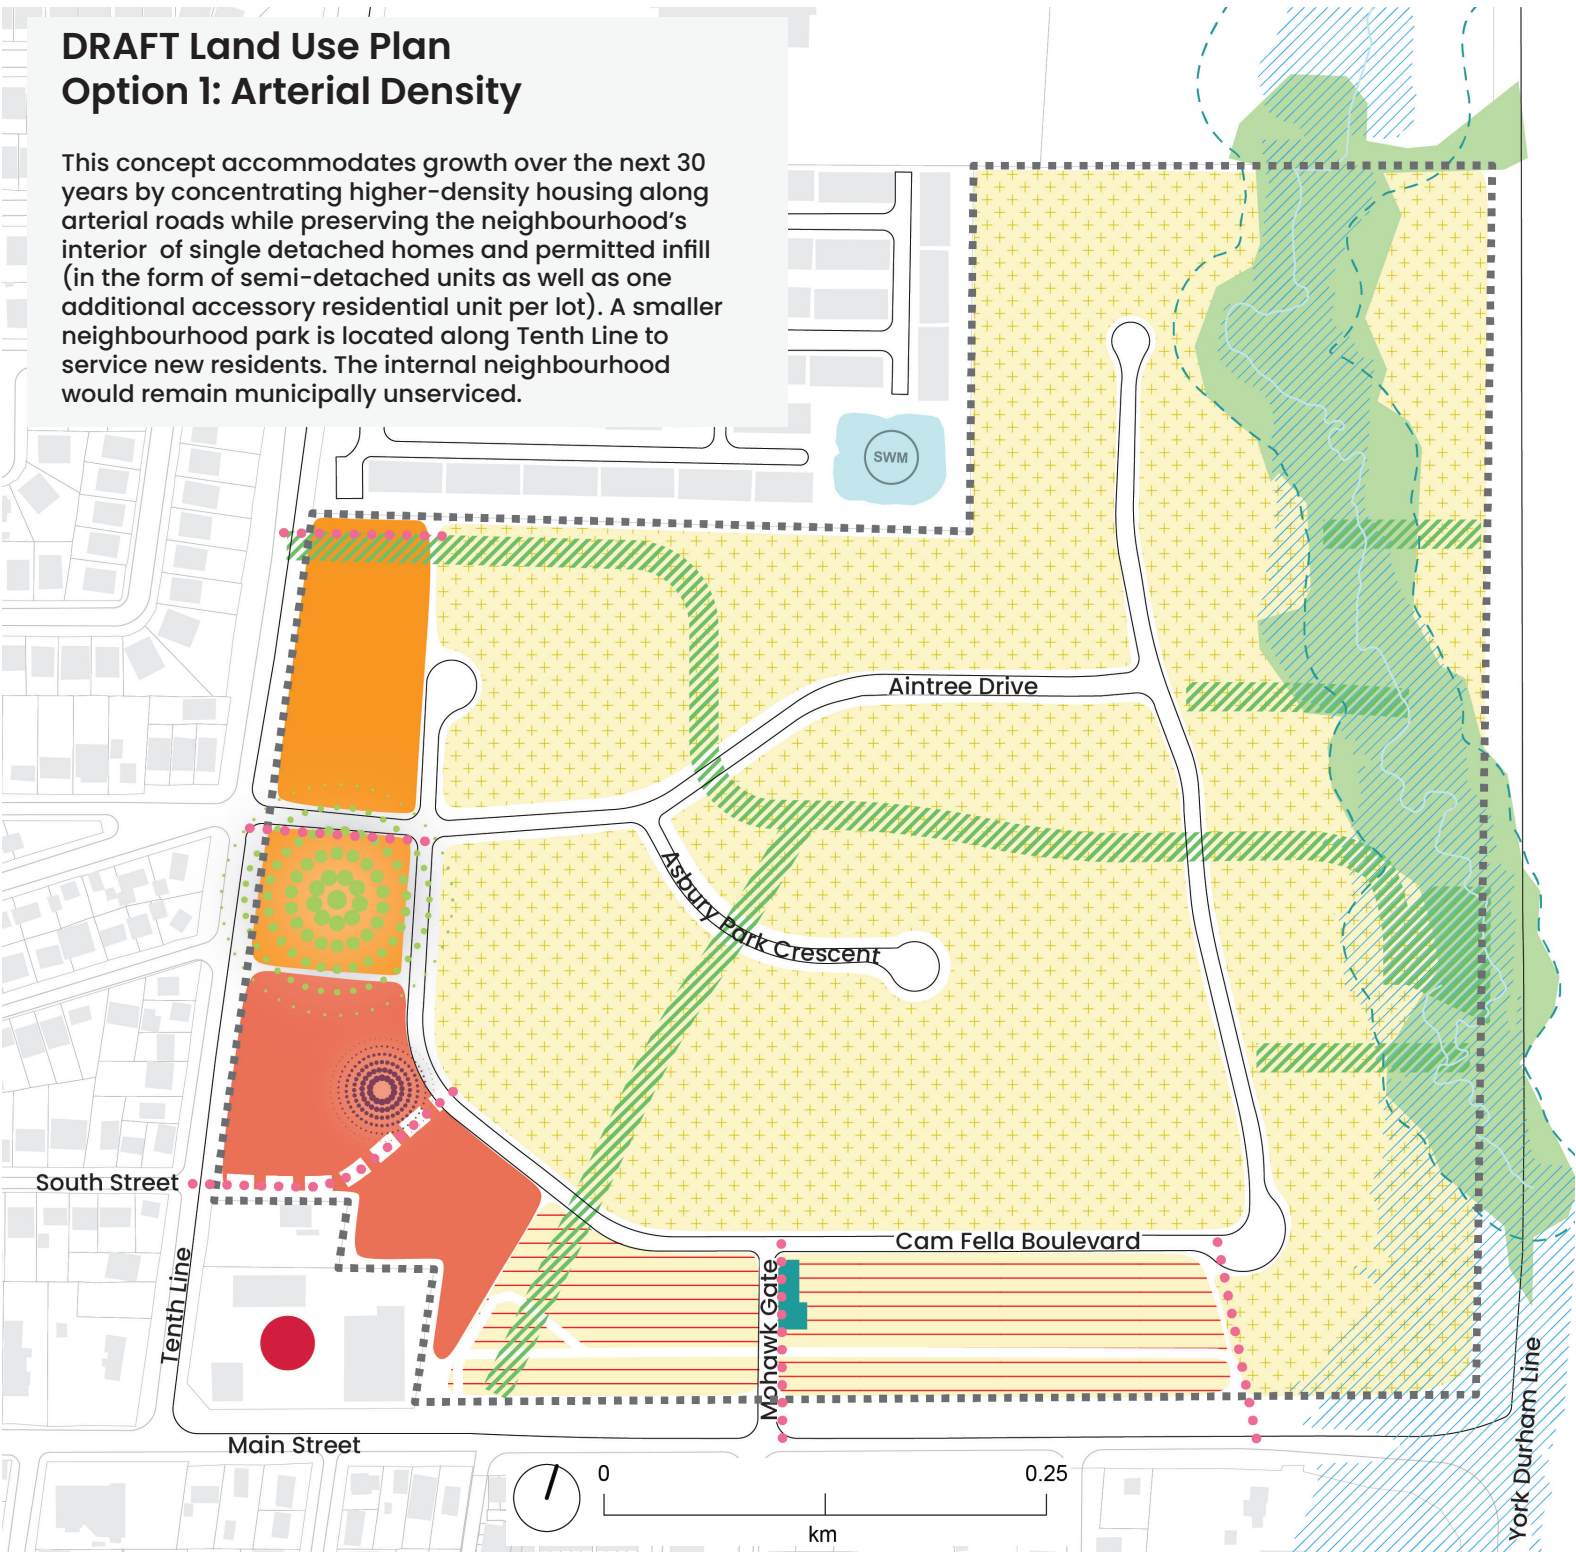 DRAFT Land Use Plan
Option 1: Arterial Density
This concept accommodates growth over the next 30
years by concentrating higher-density housing along
arterial roads while preserving the neighbourhood's
interior of single detached homes and permitted infill
(in the form of semi-detached units as well as one
additional accessory residential unit per lot). A smaller
neighbourhood park is located along Tenth Line to
service new residents. The internal neighbourhood
would remain municipally unserviced.
SWM
Aintree Drive
Asbury Park Crescent
South Street
Cam Fella Boulevard
Tenth Line
Mohawk Gate
York Durham Line
Main Street
0
0.25
km